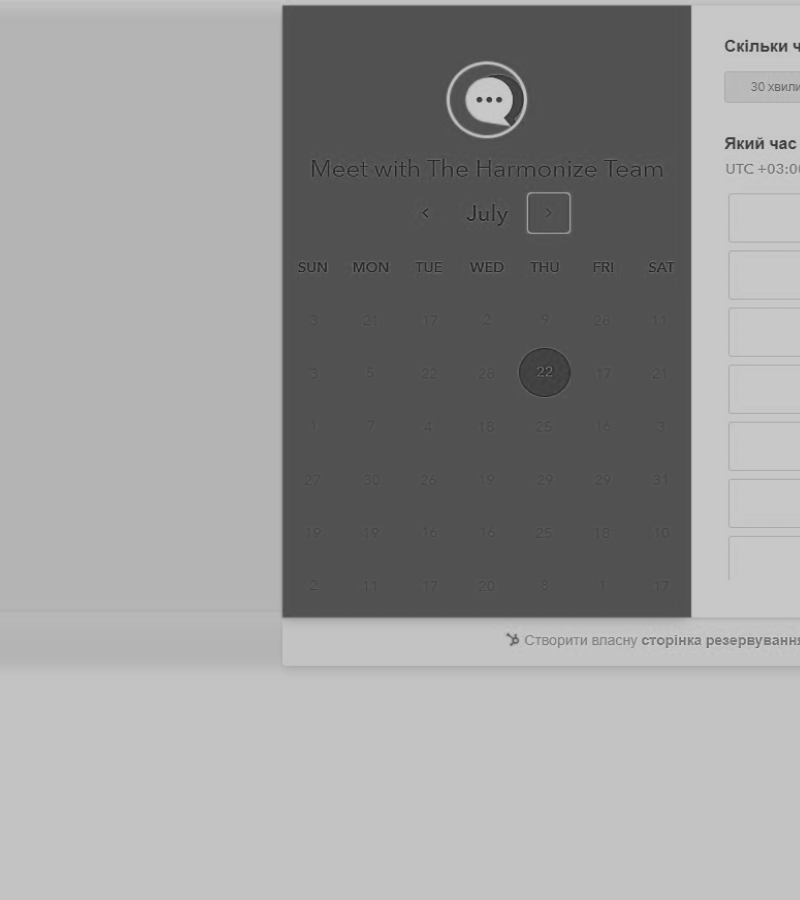 Meet with The Harmonize Team
July
SUN MON TUE WED THU FRI SAT
3 21 17 2 9 28 11
3 5 22 28 22 17 21
1 7 4 18 25 16 3
27 30 26 19 29 29 31
19 19 16 16 25 18 10
2 11 17 20 8 1 17
Скільки
30
Який час
UTC +03:00
Створити власну сторінка резервування